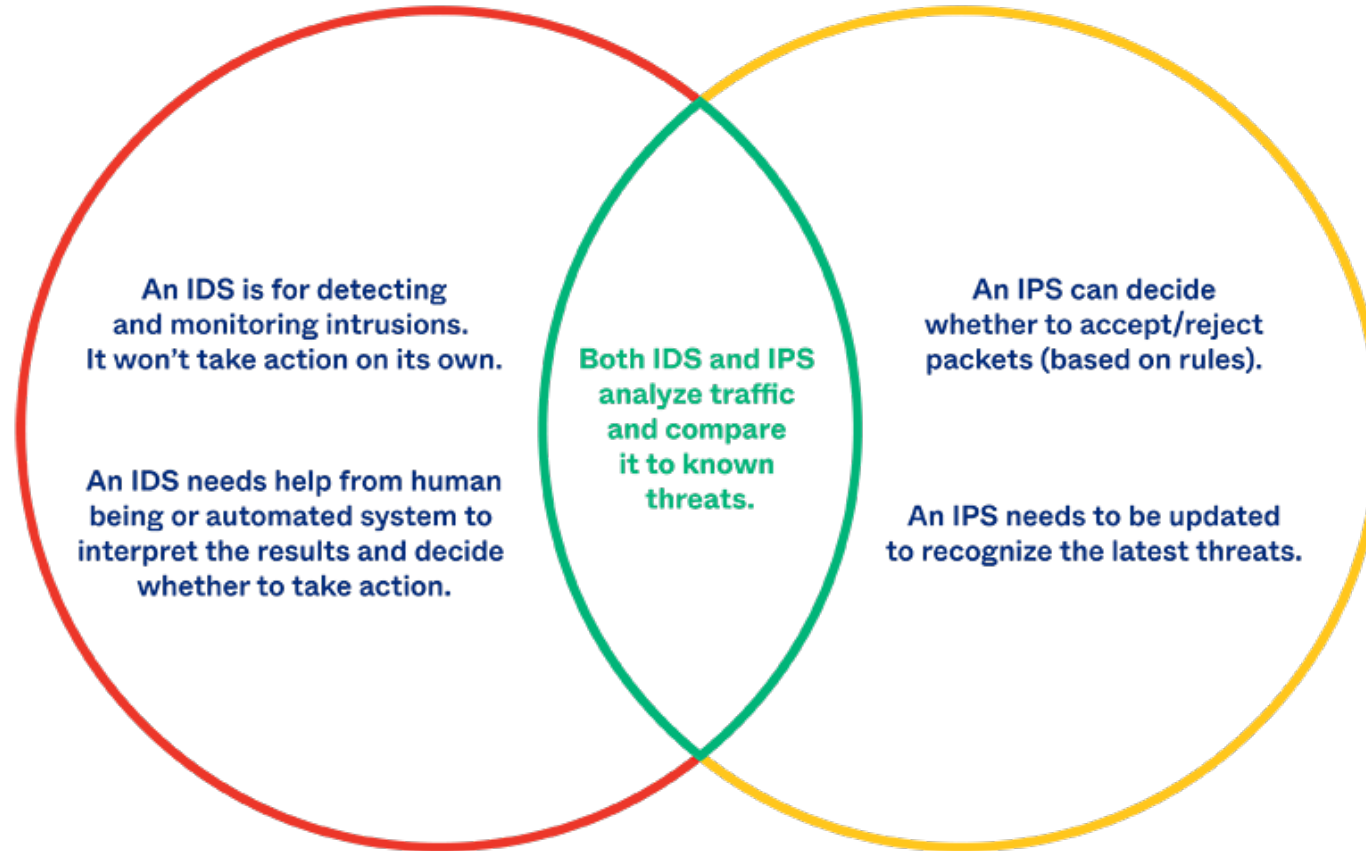 An IDS is for detecting
and monitoring intrusions.
It won’t take action on its own.
An IDS needs help from human
being or automated system to
interpret the results and decide
whether to take action.
Both IDS and IPS
analyze traffic
and compare
it to known
threats.
An IPS can decide
whether to accept/reject
packets (based on rules).
An IPS needs to be updated
to recognize the latest threats.